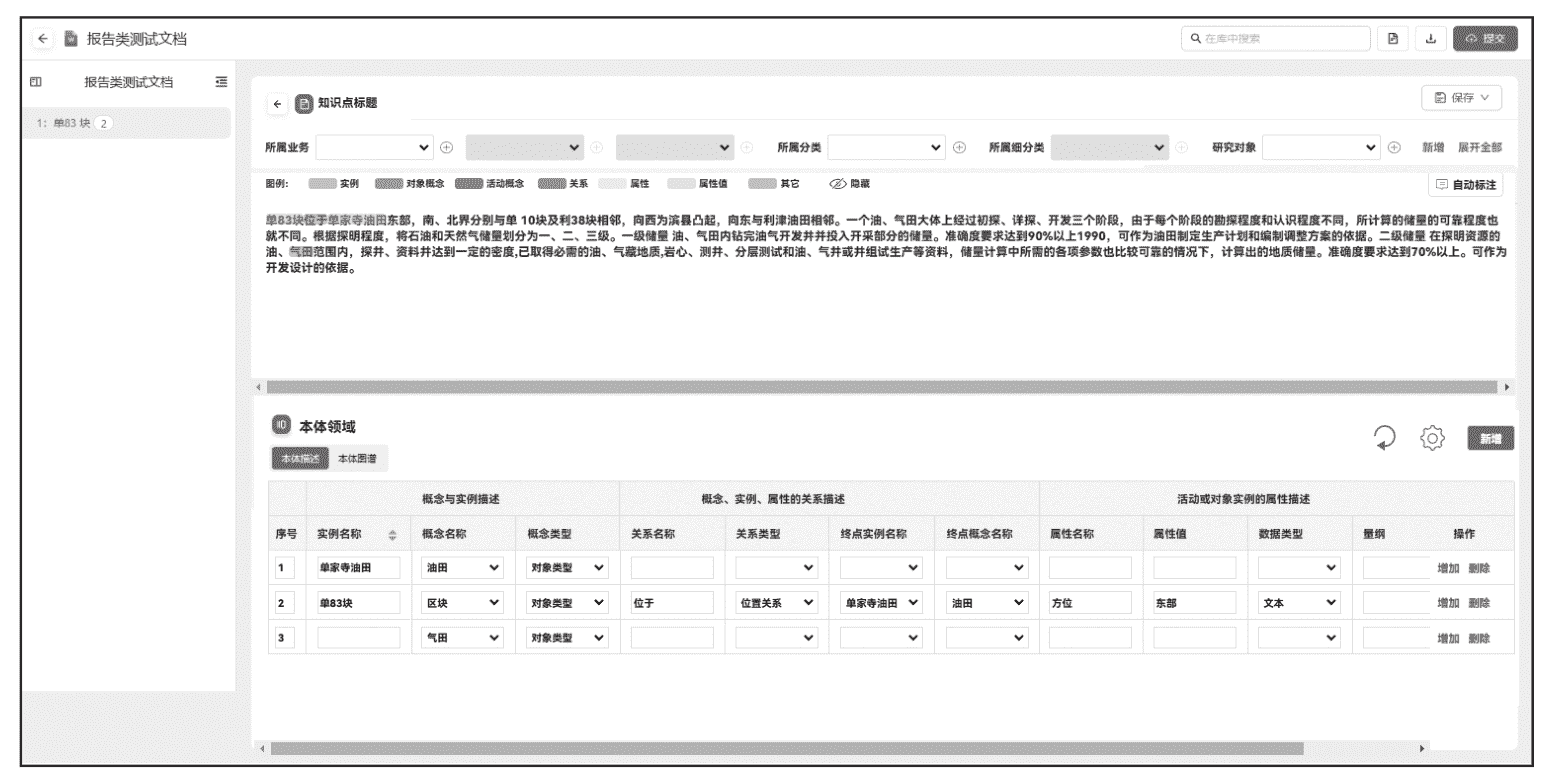 报告类测试文档
在库中搜索
提交
报告类测试文档
1: 单83 块 2
知识点标题
保存
所属业务 所属分类 所属细分类 研究对象 新增 展开全部
图例: 实例 对象概念 活动概念 关系 属性 属性值 其它 隐藏
自动标注
单83块位于单家寺油田东部，南、北界分别与单 10块及利38块相邻，向西为滨县凸起，向东与利津油田相邻。一个油、气田大体上经过初探、详探、开发三个阶段，由于每个阶段的勘探程度和认识程度不同，所计算的储量的可靠程度也
就不同。根据探明程度，将石油和天然气储量划分为一、二、三级。一级储量 油、气田内钻完油气开发井并投入开采部分的储量。准确度要求达到90%以上1990，可作为油田制定生产计划和编制调整方案的依据。二级储量 在探明资源的
油、气田范围内，探井、资料井达到一定的密度,已取得必需的油、气藏地质,岩心、测井、分层测试和油、气井或井组试生产等资料，储量计算中所需的各项参数也比较可靠的情况下，计算出的地质储量。准确度要求达到70%以上。可作为
开发设计的依据。
本体领域
新增
本体描述 本体图谱
概念与实例描述 概念、实例、属性的关系描述 活动或对象实例的属性描述
序号 实例名称 概念名称 概念类型 关系名称 关系类型 终点实例名称 终点概念名称 属性名称 属性值 数据类型 量纲 操作
1 单家寺油田 油田 对象类型 增加 删除
2 单83块 区块 对象类型 位于 位置关系 单家寺油田 油田 方位 东部 文本 增加 删除
3 气田 对象类型 增加 删除